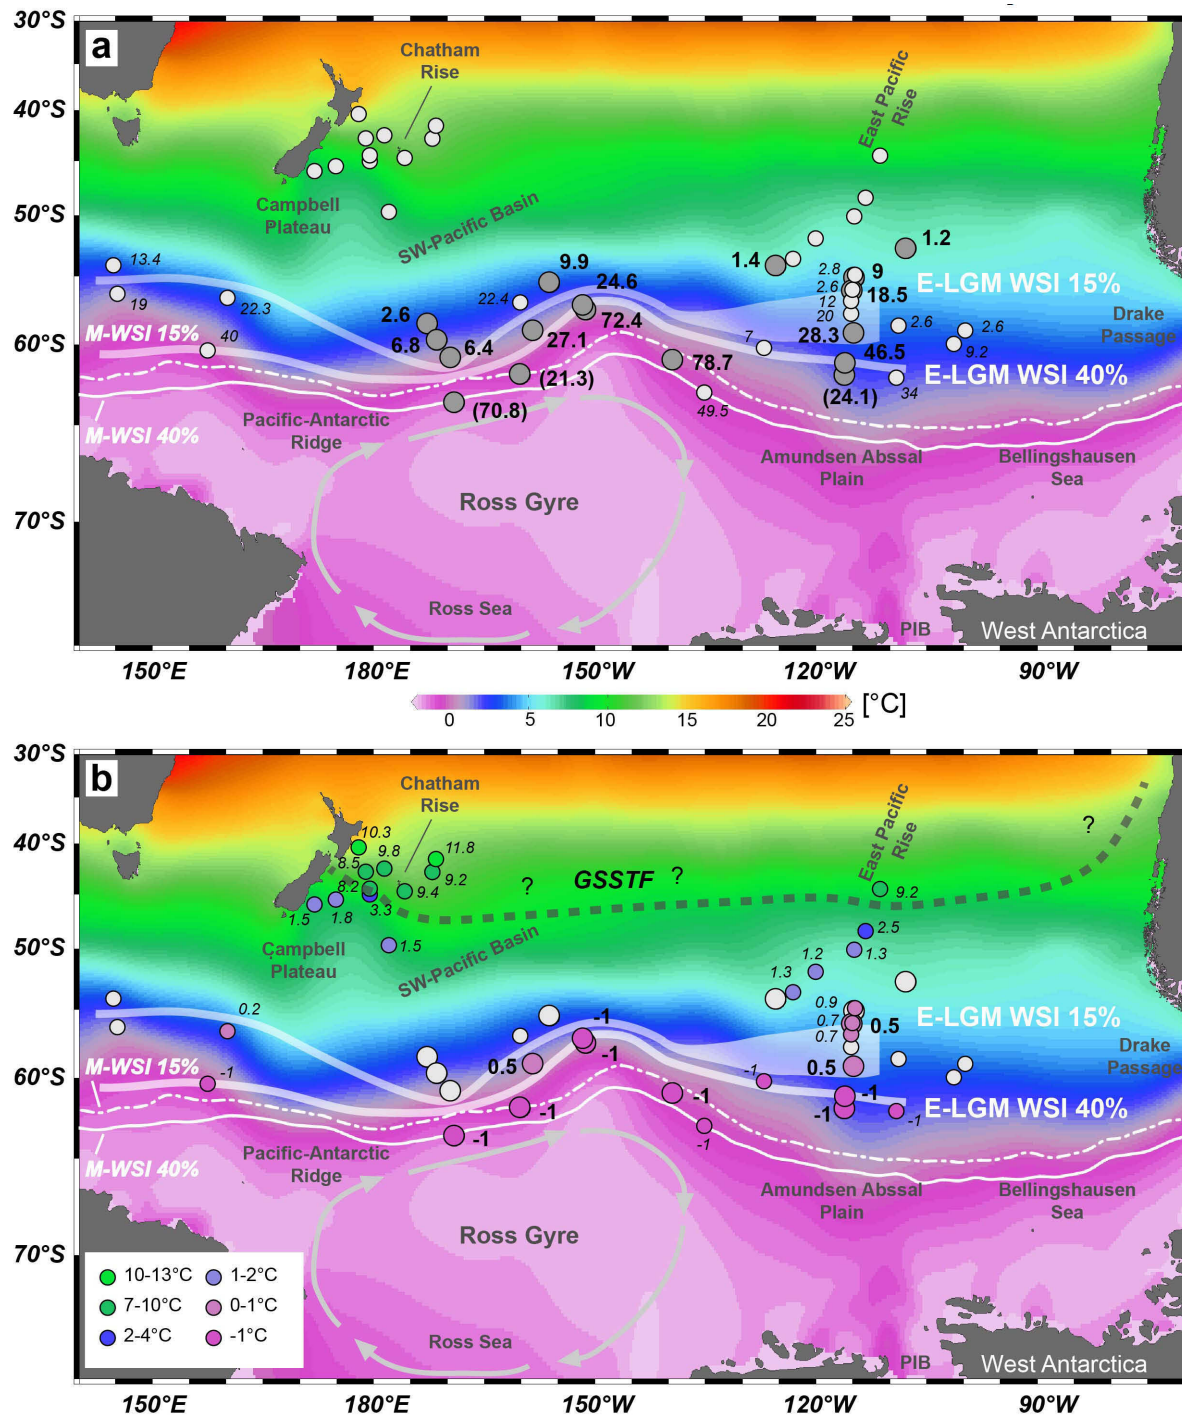 30°S
a
Chatham
Rise
East Pacific
Rise
40°S
Campbell
Plateau
50°S
SW-Pacific Basin
13.4
19
22.3
9.9
24.6
22.4
2.6
72.4
6.8
6.4
27.1
(21.3)
(70.8)
78.7
49.5
7
1.4
1.2
2.8
9
2.6
12
18.5
20
28.3
46.5
(24.1)
2.6
2.6
9.2
34
E-LGM WSI 15%
Drake
Passage
M-WSI 15%
40
60°S
E-LGM WSI 40%
M-WSI 40%
Pacific-Antarctic
Ridge
Amundsen Abssal
Plain
Bellingshausen
Sea
Ross Gyre
70°S
Ross Sea
PIB
West Antarctica
150°E
180°E
150°W
120°W
90°W
0
5
10
15
20
25
[°C]
30°S
b
Chatham
Rise
East Pacific
Rise
40°S
10.3
9.8
11.8
8.5
9.2
8.2
9.4
3.3
1.5
1.8
1.5
?
GSSTF
?
?
9.2
Campbell
Plateau
50°S
SW-Pacific Basin
2.5
1.3
1.2
1.3
0.2
-1
0.9
0.7
0.5
0.7
E-LGM WSI 15%
Drake
Passage
M-WSI 15%
-1
0.5
-1
-1
0.5
60°S
-1
-1
-1
-1
-1
-1
-1
E-LGM WSI 40%
M-WSI 40%
Pacific-Antarctic
Ridge
Amundsen Abssal
Plain
Bellingshausen
Sea
Ross Gyre
70°S
10-13°C
1-2°C
7-10°C
0-1°C
2-4°C
-1°C
Ross Sea
PIB
West Antarctica
150°E
180°E
150°W
120°W
90°W